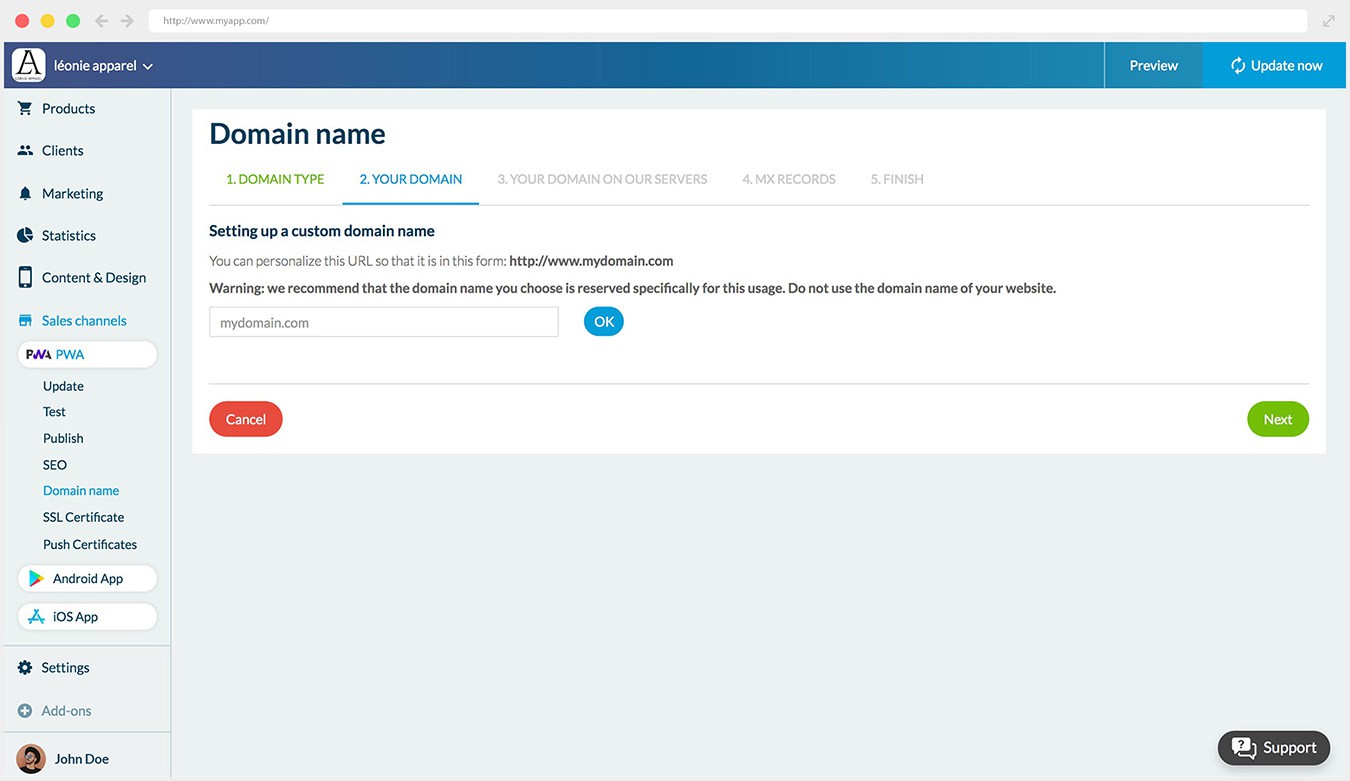 http://www.myapp.com/
A
léonie apparel
Preview
Update now
Products
Clients
Marketing
Statistics
Content & Design
Sales channels
PWA PWA
Update
Test
Publish
SEO
Domain name
SSL Certificate
Push Certificates
Android App
iOS App
Settings
Add-ons
John Doe
Domain name
1. DOMAIN TYPE
2. YOUR DOMAIN
3. YOUR DOMAIN ON OUR SERVERS
4. MX RECORDS
5. FINISH
Setting up a custom domain name
You can personalize this URL so that it is in this form: http://www.mydomain.com
Warning: we recommend that the domain name you choose is reserved specifically for this usage. Do not use the domain name of your website.
mydomain.com
OK
Cancel
Next
Support